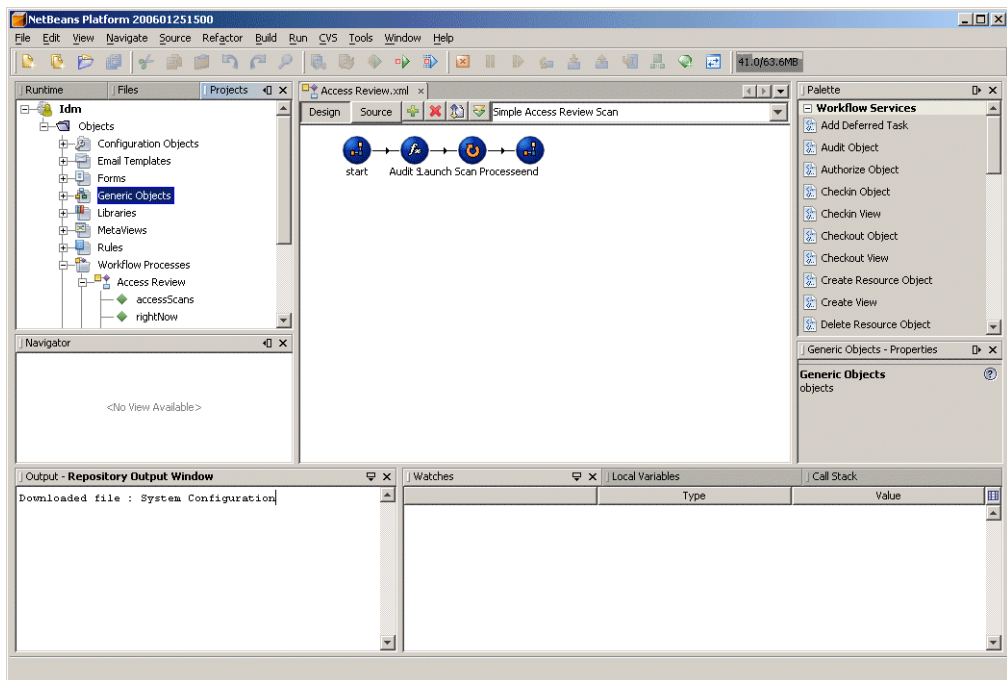 NetBeans Platform 200601251500
File Edit View Navigate Source Refactor Build Run CVS Tools Window Help
41.0/63.6MB
Runtime Files Projects
Idm
Objects
Configuration Objects
Email Templates
Forms
Generic Objects
Libraries
MetaViews
Rules
Workflow Processes
Access Review
accessScans
rightNow
Navigator
<No View Available>
Access Review.xml
Design Source Simple Access Review Scan
start Audit S Launch Scan Processe end
Palette
Workflow Services
Add Deferred Task
Audit Object
Authorize Object
Checkin Object
Checkin View
Checkout Object
Checkout View
Create Resource Object
Create View
Delete Resource Object
Generic Objects - Properties
Generic Objects
objects
Output - Repository Output Window
Downloaded file : System Configuration
Watches Local Variables Call Stack
Type Value